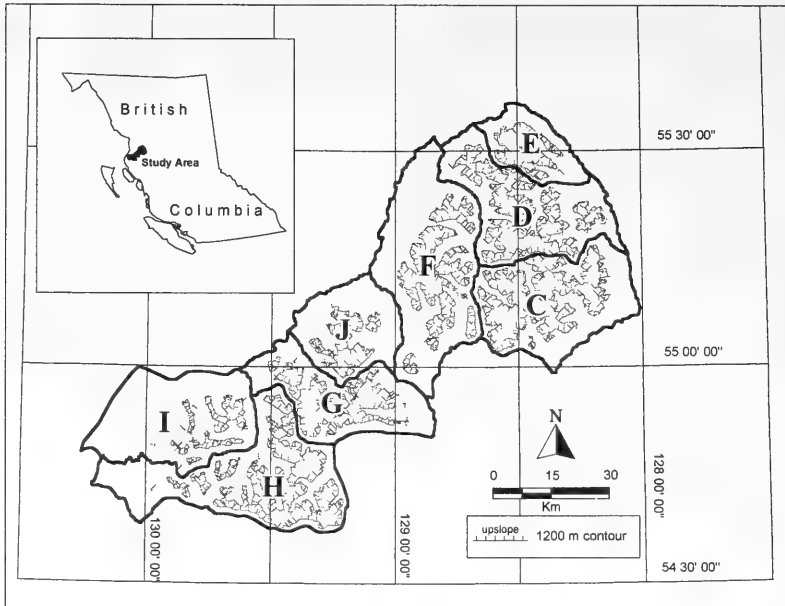 British
Study Area
Columbia
E
55 30' 00"
D
F
C
J
55 00' 00"
G
I
N
H
0 15 30
Km
upslope
1200 m contour
130 00' 00"
129 00' 00"
128 00' 00"
54 30' 00"